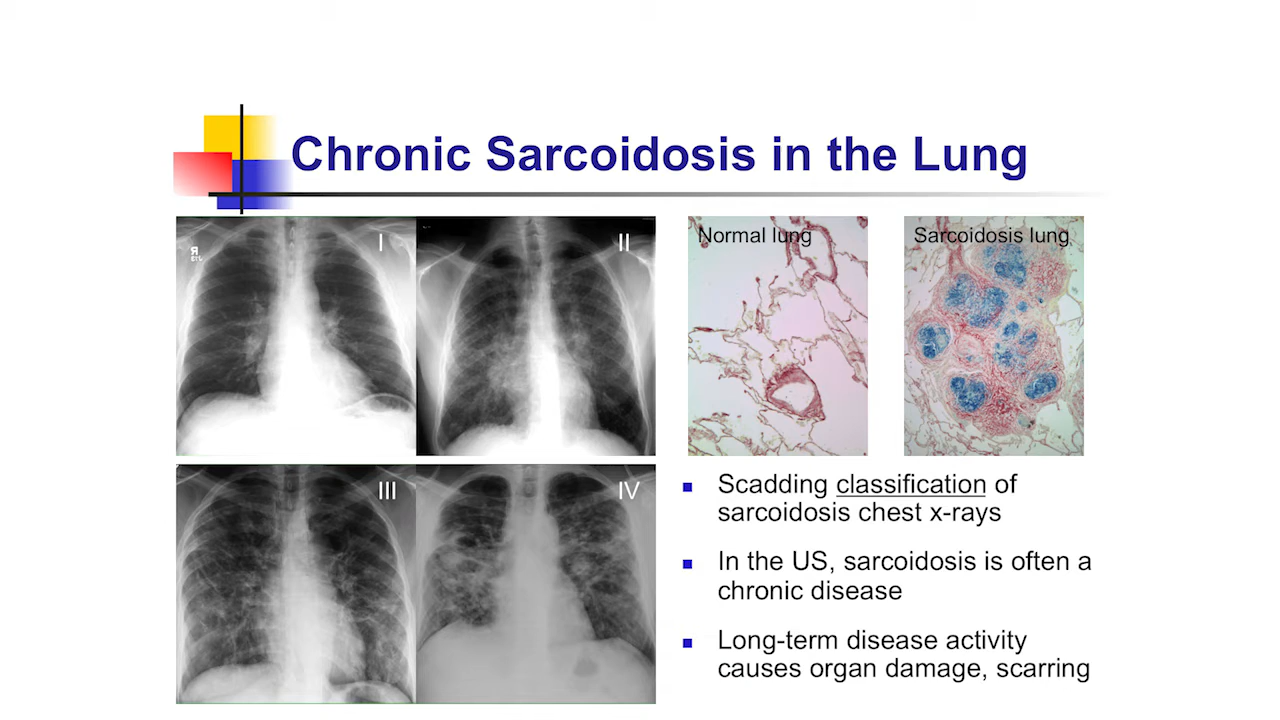 Chronic Sarcoidosis in the Lung
I
II
III
IV
Normal lung
Sarcoidosis lung
Scadding classification of
sarcoidosis chest x-rays
In the US, sarcoidosis is often a
chronic disease
Long-term disease activity
causes organ damage, scarring